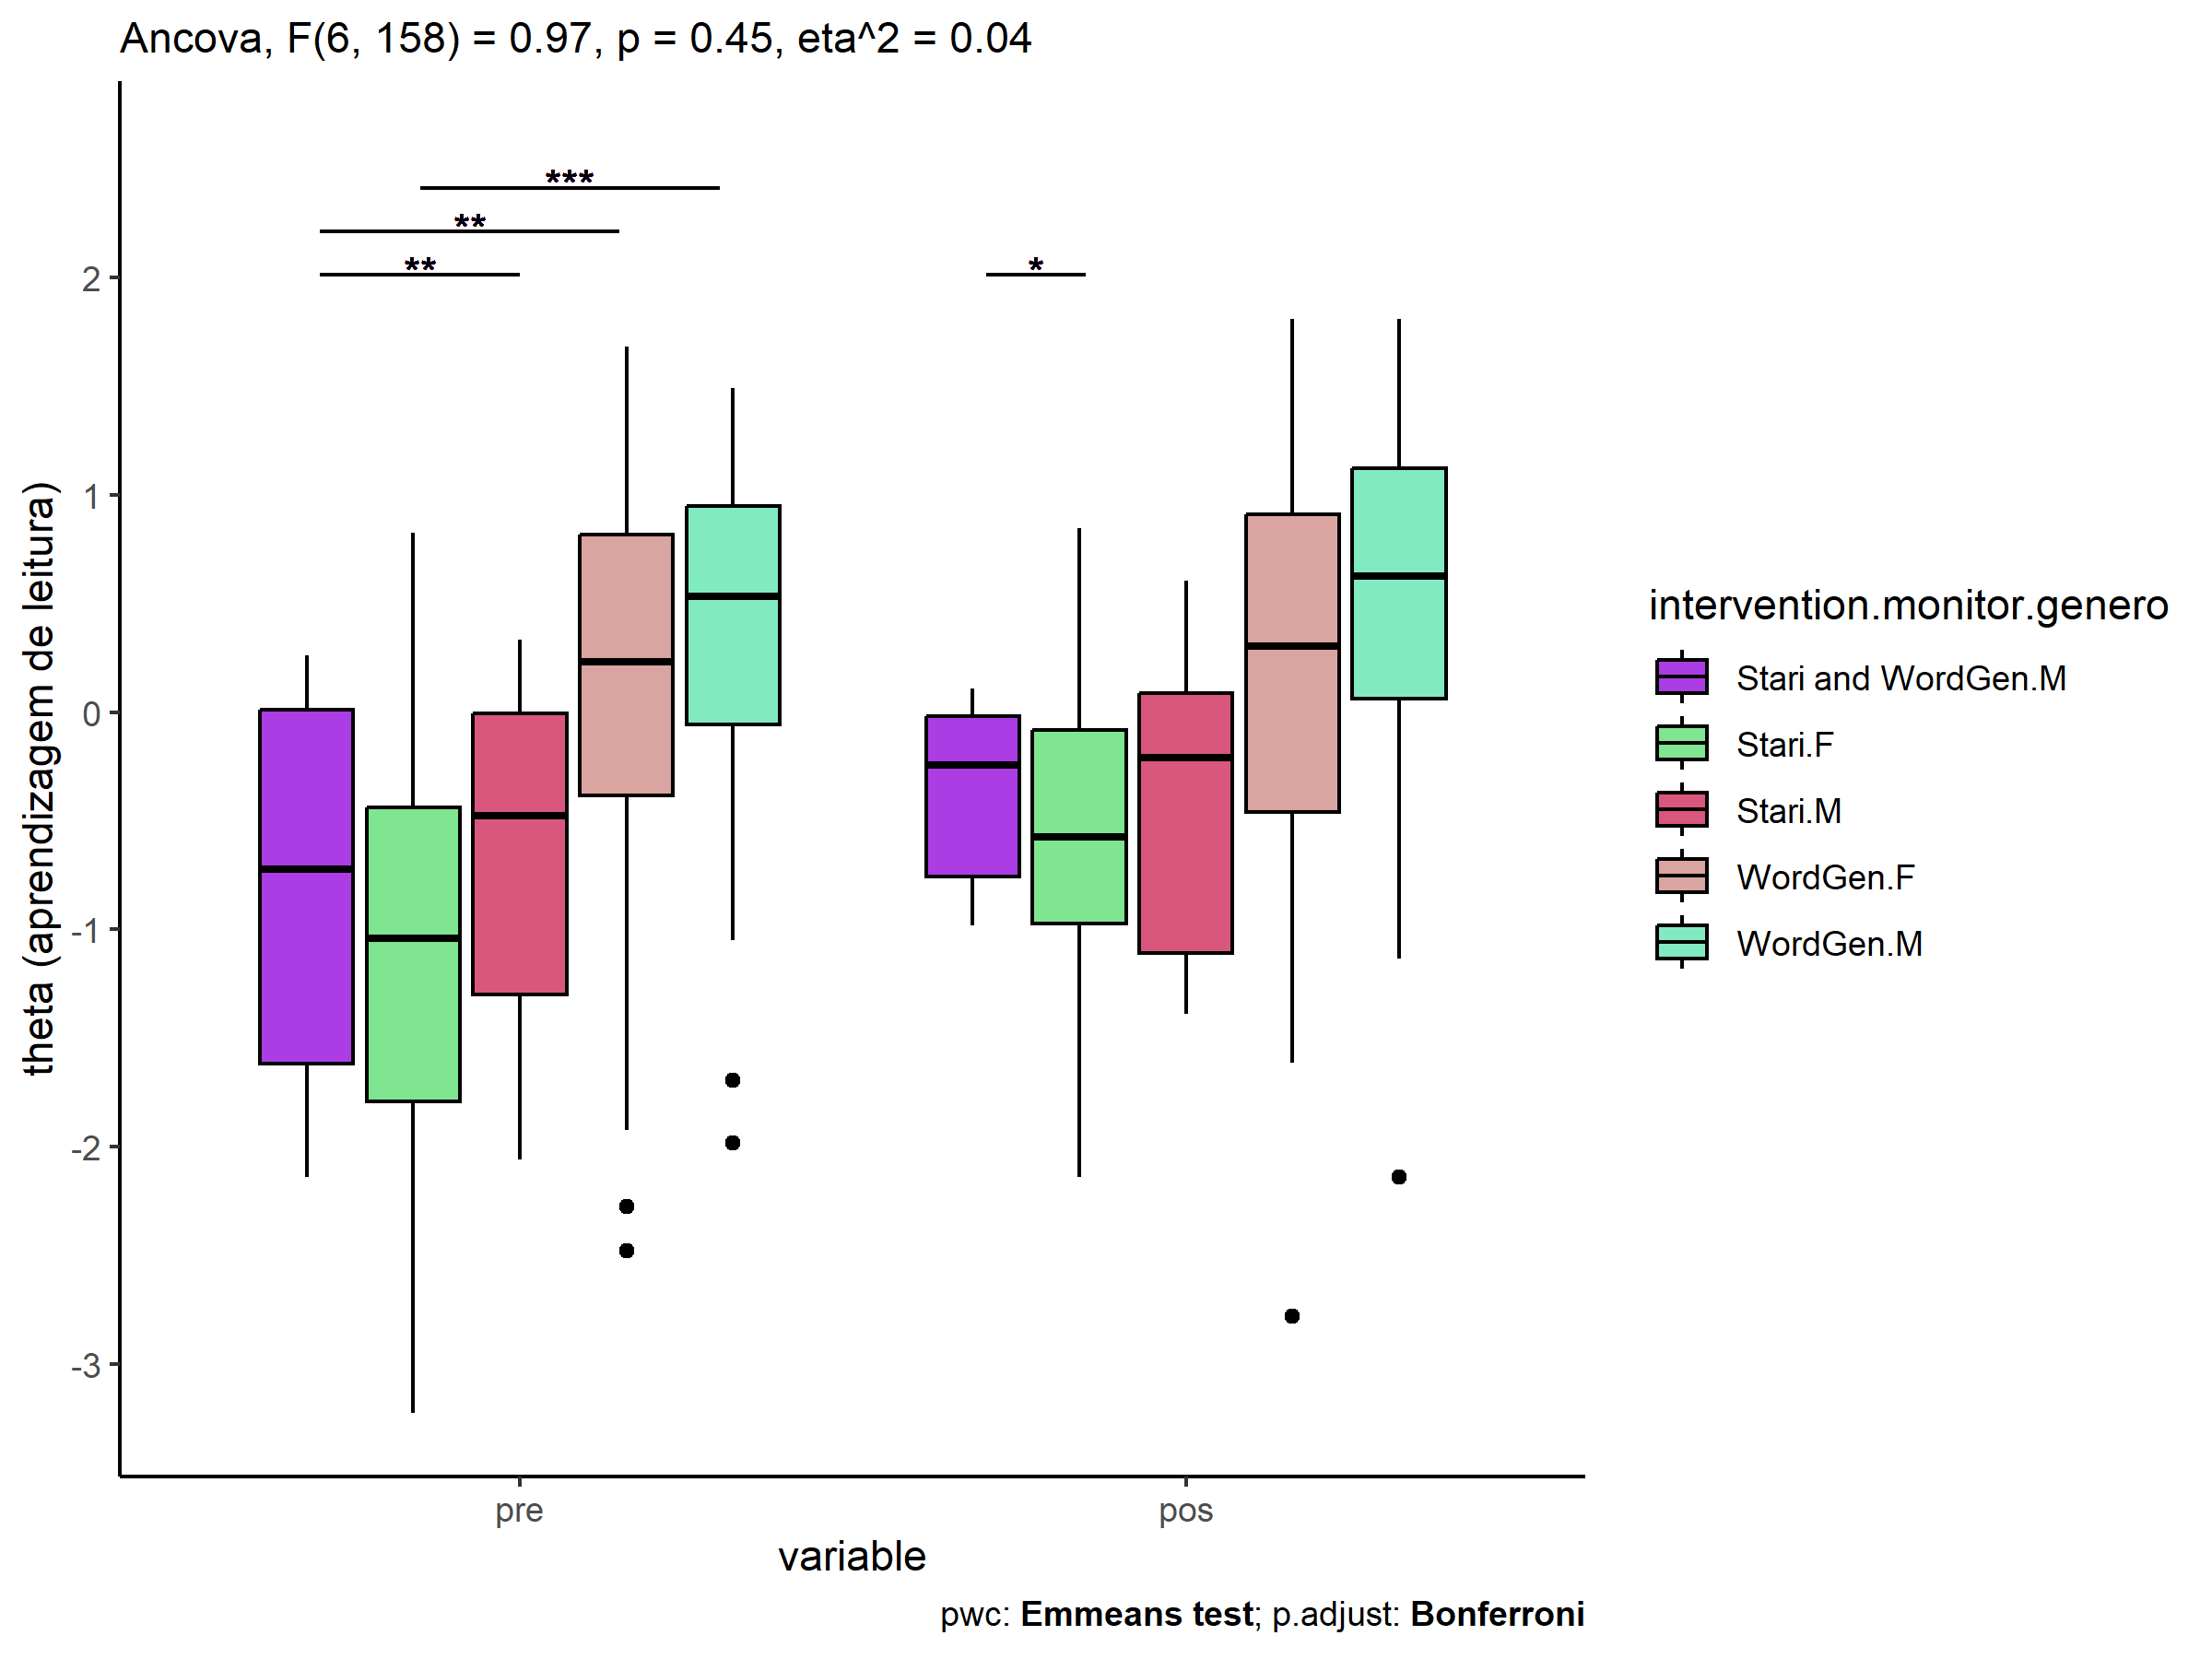 Ancova, F(6, 158) = 0.97, p = 0.45, eta^2 = 0.04
***
**
**
*
2
1
0
-1
-2
-3
theta (aprendizagem de leitura)
pre
pos
variable
pwc: Emmeans test; p.adjust: Bonferroni
intervention.monitor.genero
Stari and WordGen.M
Stari.F
Stari.M
WordGen.F
WordGen.M